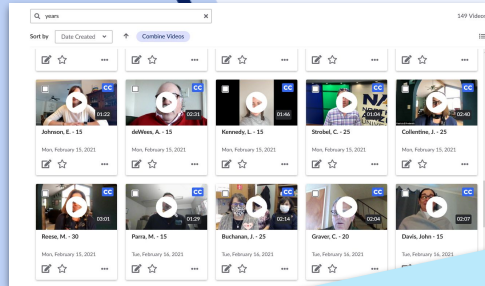 years
149 Videos
Sort by
Date Created
Combine Videos
CC
01:22
Johnson, E. - 15
Mon, February 15, 2021
CC
02:31
deWees, A. - 15
Mon, February 15, 2021
CC
01:46
Kennedy, L. - 15
Mon, February 15, 2021
CC
NA
01:04
Strobel, C. - 25
Mon, February 15, 2021
CC
02:40
Collentine, J. - 25
Mon, February 15, 2021
CC
03:01
Reese, M. - 30
Mon, February 15, 2021
CC
01:29
Parra, M. - 15
Tue, February 16, 2021
CC
02:14
Buchanan, J. - 25
Tue, February 16, 2021
CC
02:04
Graver, C. - 20
Tue, February 16, 2021
CC
02:07
Davis, John - 15
Tue, February 16, 2021